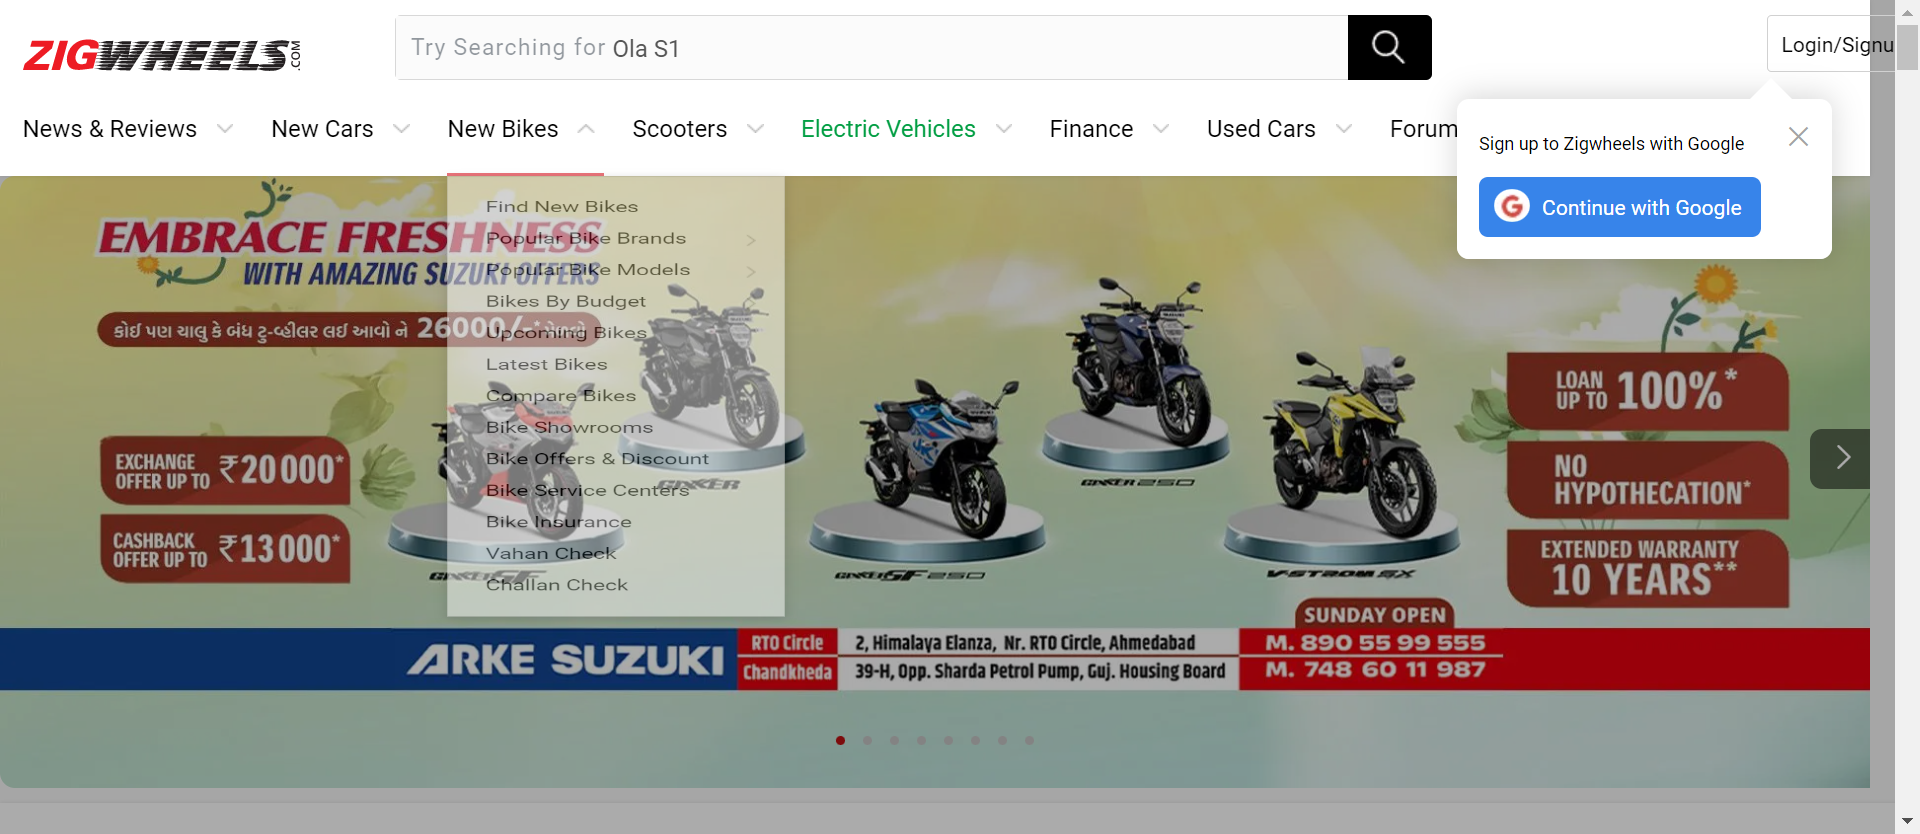 ZIGWHEELS.COM
Try Searching for Ola S1
Login/Signu
News & Reviews
New Cars
New Bikes
Scooters
Electric Vehicles
Finance
Used Cars
Forum
Sign up to Zigwheels with Google
G Continue with Google
Find New Bikes
Popular Bike Brands
Popular Bike Models
Bikes By Budget
Upcoming Bikes
Latest Bikes
Compare Bikes
Bike Showrooms
Bike Offers & Discount
Bike Service Centers
Bike Insurance
Vahan Check
Challan Check
EMBRACE FRESHNESS
WITH AMAZING SUZUKI OFFERS
કોઈ પણ ચાલુ કે બંધ ટુ-વ્હીલર લઈ આવો ને 26000/-*
EXCHANGE
OFFER UP TO ₹20000*
CASHBACK
OFFER UP TO ₹13000*
GIXXER
GIXXER SF 250
GIXXER 250
V-STROM SX
LOAN
UP TO 100%*
NO
HYPOTHECATION*
EXTENDED WARRANTY
10 YEARS**
SUNDAY OPEN
ARKE SUZUKI
RTO Circle
2, Himalaya Elanza, Nr. RTO Circle, Ahmedabad
M. 890 55 99 555
Chandkheda
39-H, Opp. Sharda Petrol Pump, Guj. Housing Board
M. 748 60 11 987